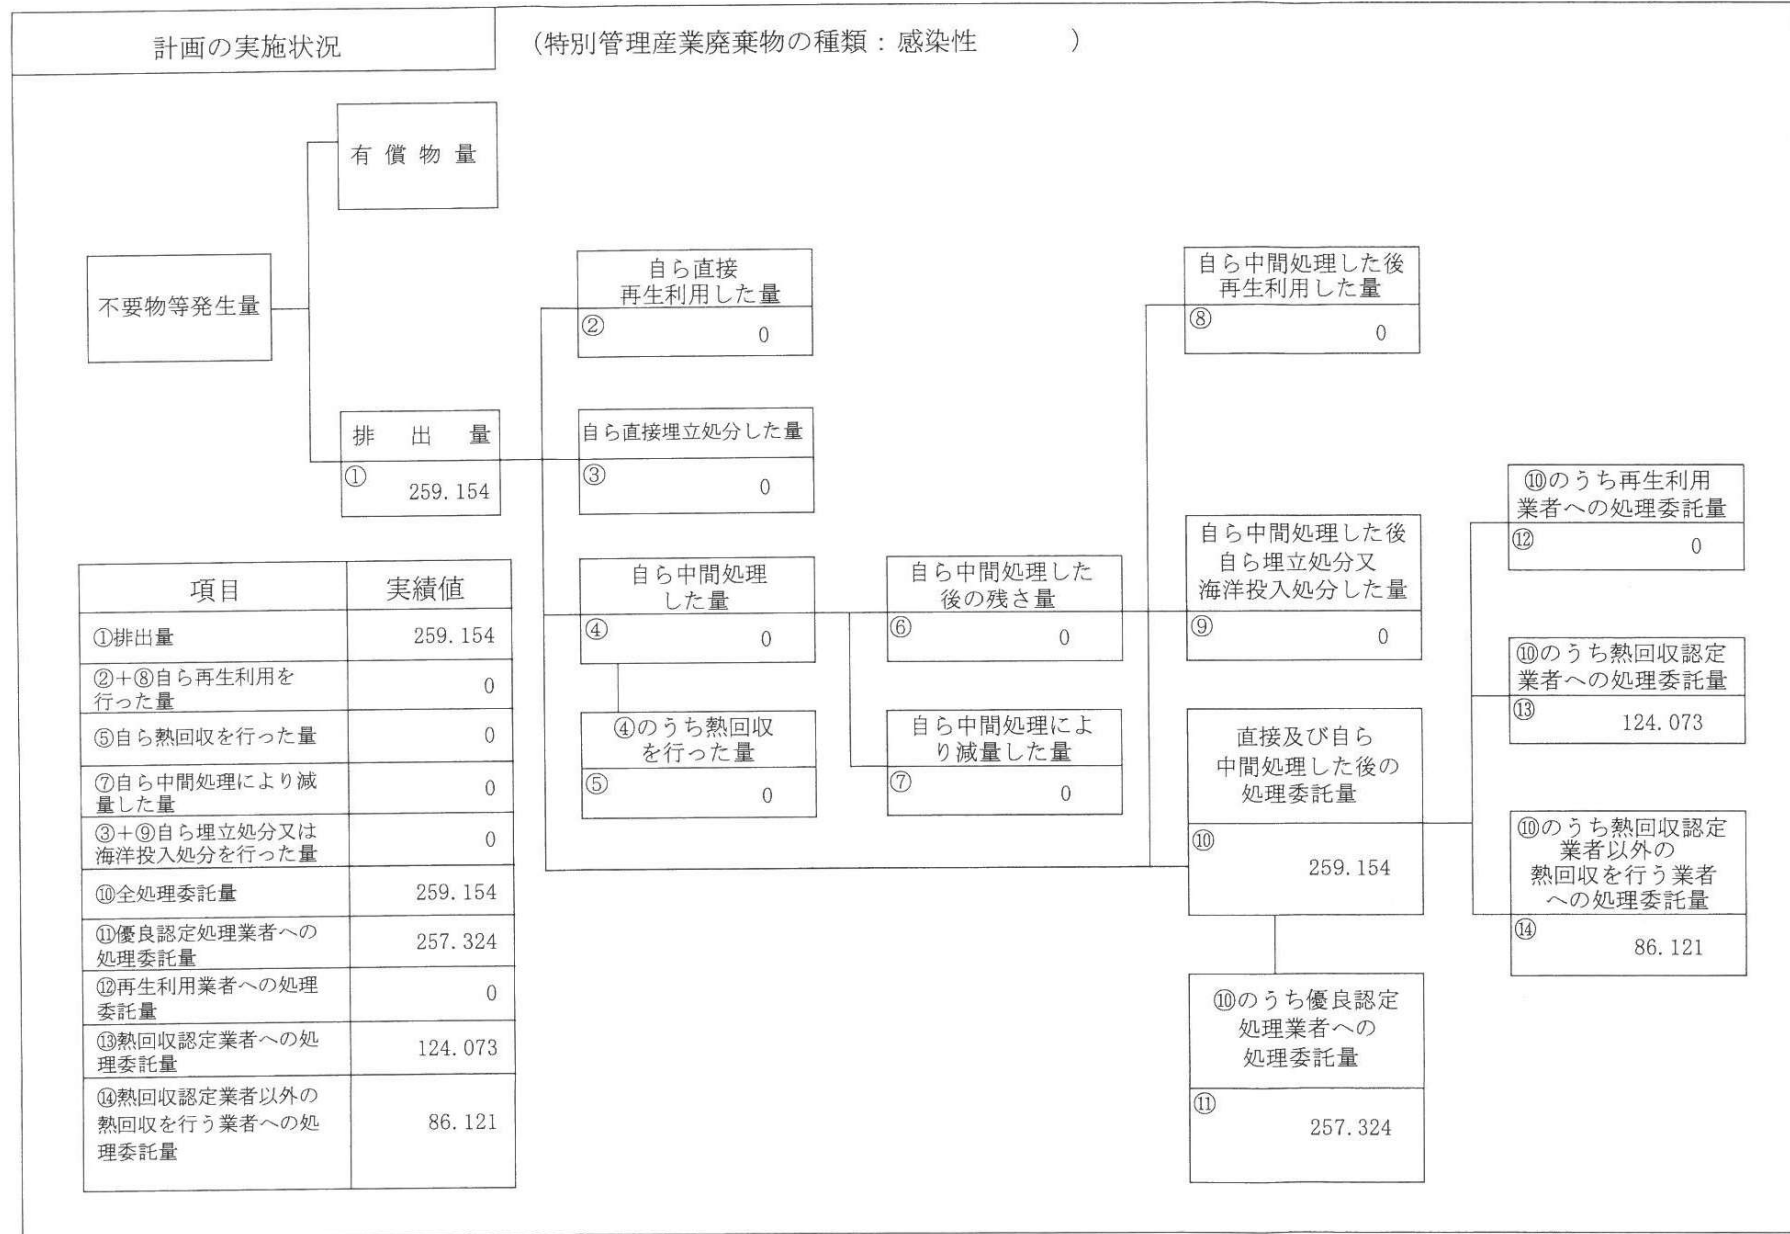 計画の実施状況
（特別管理産業廃棄物の種類：感染性　　　）
有償物量
不要物等発生量
排出量
①
259.154
自ら直接
再生利用した量
②
0
自ら直接埋立処分した量
③
0
自ら中間処理
した量
④
0
④のうち熱回収
を行った量
⑤
0
自ら中間処理した
後の残さ量
⑥
0
自ら中間処理によ
り減量した量
⑦
0
自ら中間処理した後
再生利用した量
⑧
0
自ら中間処理した後
自ら埋立処分又
海洋投入処分した量
⑨
0
直接及び自ら
中間処理した後の
処理委託量
⑩
259.154
⑩のうち優良認定
処理業者への
処理委託量
⑪
257.324
⑩のうち再生利用
業者への処理委託量
⑫
0
⑩のうち熱回収認定
業者への処理委託量
⑬
124.073
⑩のうち熱回収認定
業者以外の
熱回収を行う業者
への処理委託量
⑭
86.121
項目　実績値
①排出量　259.154
②＋⑧自ら再生利用を
行った量　0
⑤自ら熱回収を行った量　0
⑦自ら中間処理により減
量した量　0
③＋⑨自ら埋立処分又は
海洋投入処分を行った量　0
⑩全処理委託量　259.154
⑪優良認定処理業者への
処理委託量　257.324
⑫再生利用業者への処理
委託量　0
⑬熱回収認定業者への処
理委託量　124.073
⑭熱回収認定業者以外の
熱回収を行う業者への処
理委託量　86.121